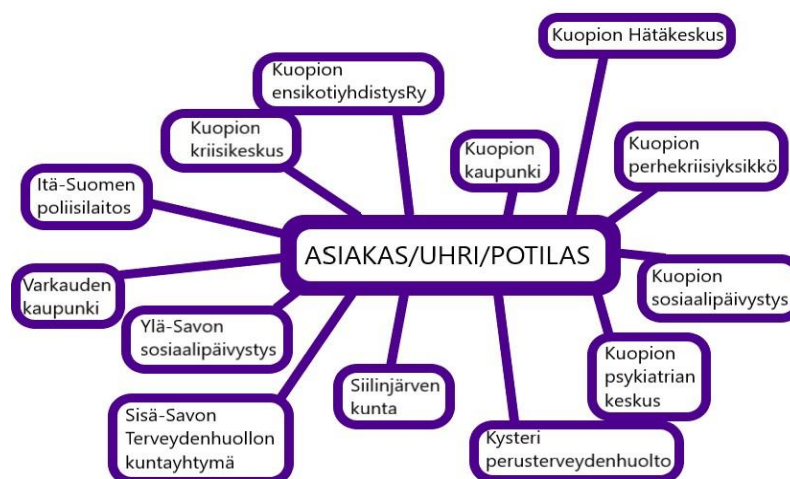 Kuopion Hätäkeskus
Kuopion
ensikotiyhdistysRy
Kuopion
kriisikeskus
Kuopion
kaupunki
Kuopion
perhekriisiyksikkö
Itä-Suomen
poliisilaitos
ASIAKAS/UHRI/POTILAS
Varkauden
kaupunki
Kuopion
sosiaalipäivystys
Ylä-Savon
sosiaalipäivystys
Siilinjärven
kunta
Kuopion
psykiatrian
keskus
Sisä-Savon
Terveydenhuollon
kuntayhtymä
Kysteri
perusterveydenhuolto